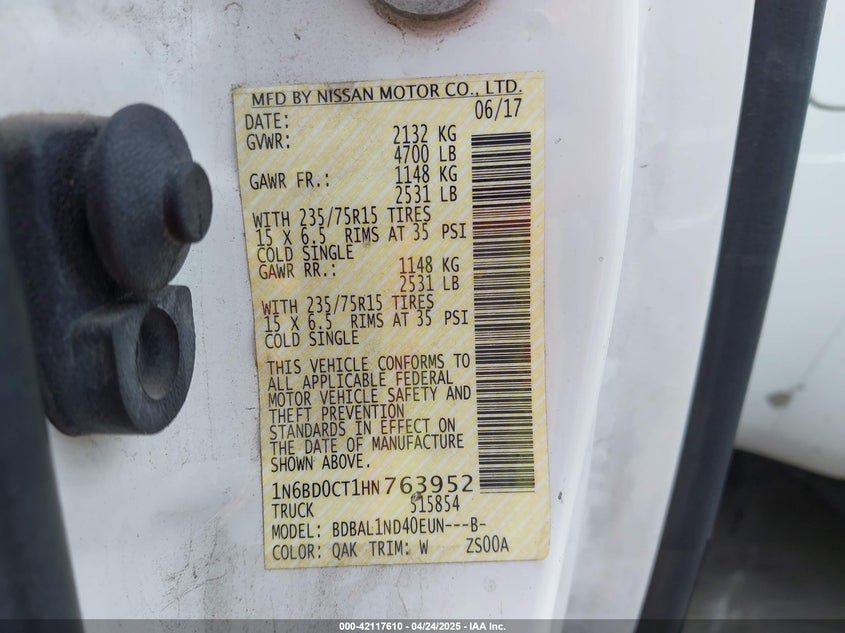 MFD BY NISSAN MOTOR CO., LTD.
DATE: 06/17
GVWR: 2132 KG
4700 LB
GAWR FR.: 1148 KG
2531 LB
WITH 235/75R15 TIRES
15 X 6.5 RIMS AT 35 PSI
COLD SINGLE
GAWR RR.: 1148 KG
2531 LB
WITH 235/75R15 TIRES
15 X 6.5 RIMS AT 35 PSI
COLD SINGLE
THIS VEHICLE CONFORMS TO
ALL APPLICABLE FEDERAL
MOTOR VEHICLE SAFETY AND
THEFT PREVENTION
STANDARDS IN EFFECT ON
THE DATE OF MANUFACTURE
SHOWN ABOVE.
1N6BD0CT1HN763952
TRUCK 515854
MODEL: BDBAL1ND40EUN---B-
COLOR: QAK TRIM: W ZS00A
000-42117610 - 04/24/2025 - IAA Inc.